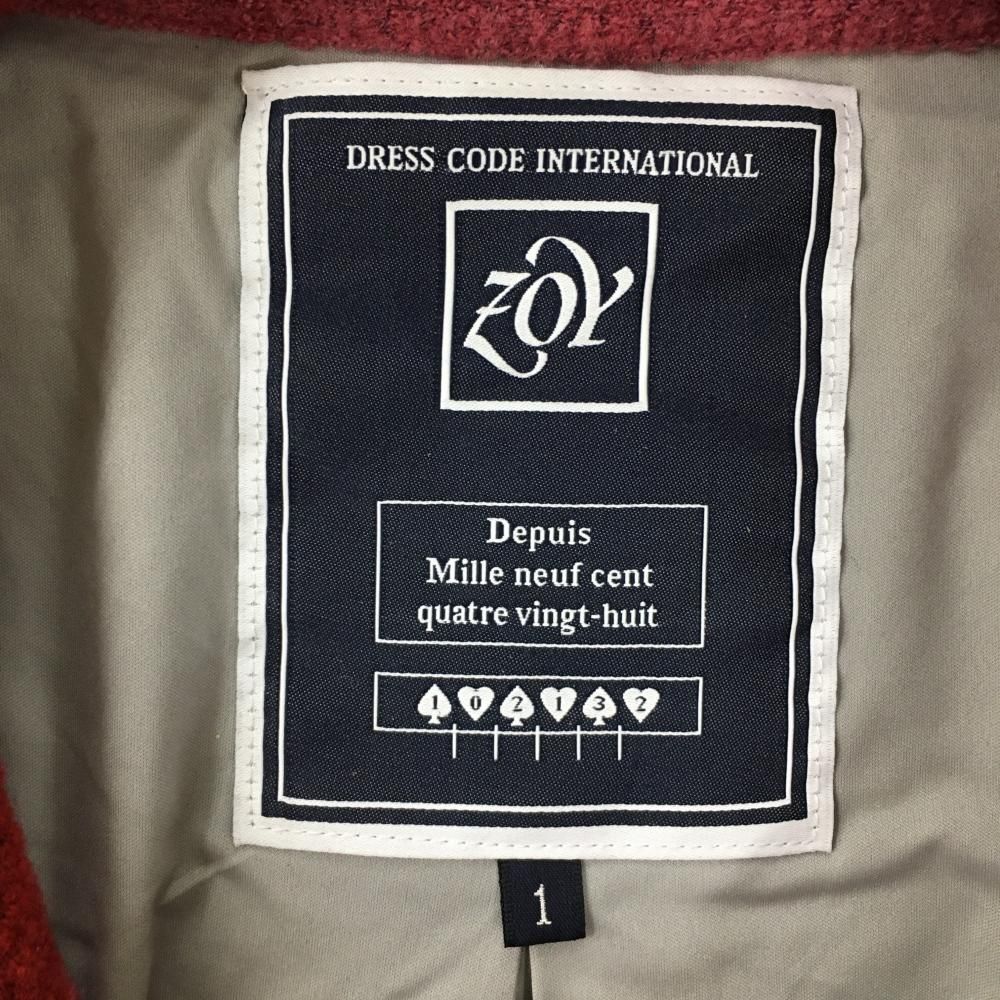 DRESS CODE INTERNATIONAL
ZOY
Depuis
Mille neuf cent
quatre vingt-huit
1 0 2 1 3 2
1